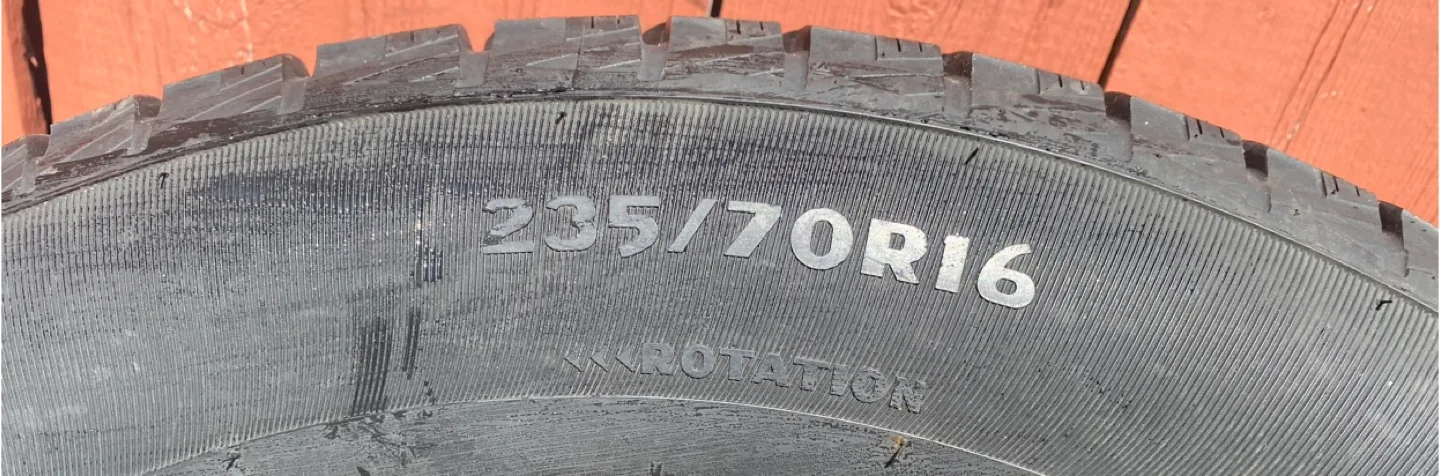 235/70R16
<<<ROTATION